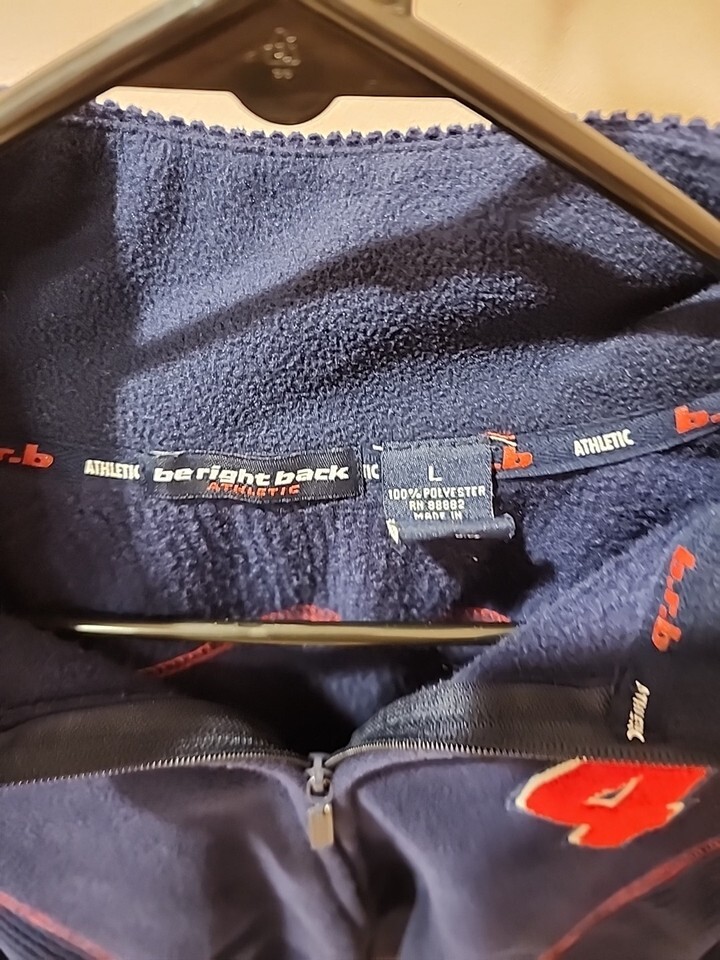 r.b ATHLETIC
be right back
ATHLETIC
L
100% POLYESTER
RN 88882
MADE IN
r.b ATHLETIC b.r
b.r.b
ATHLETIC